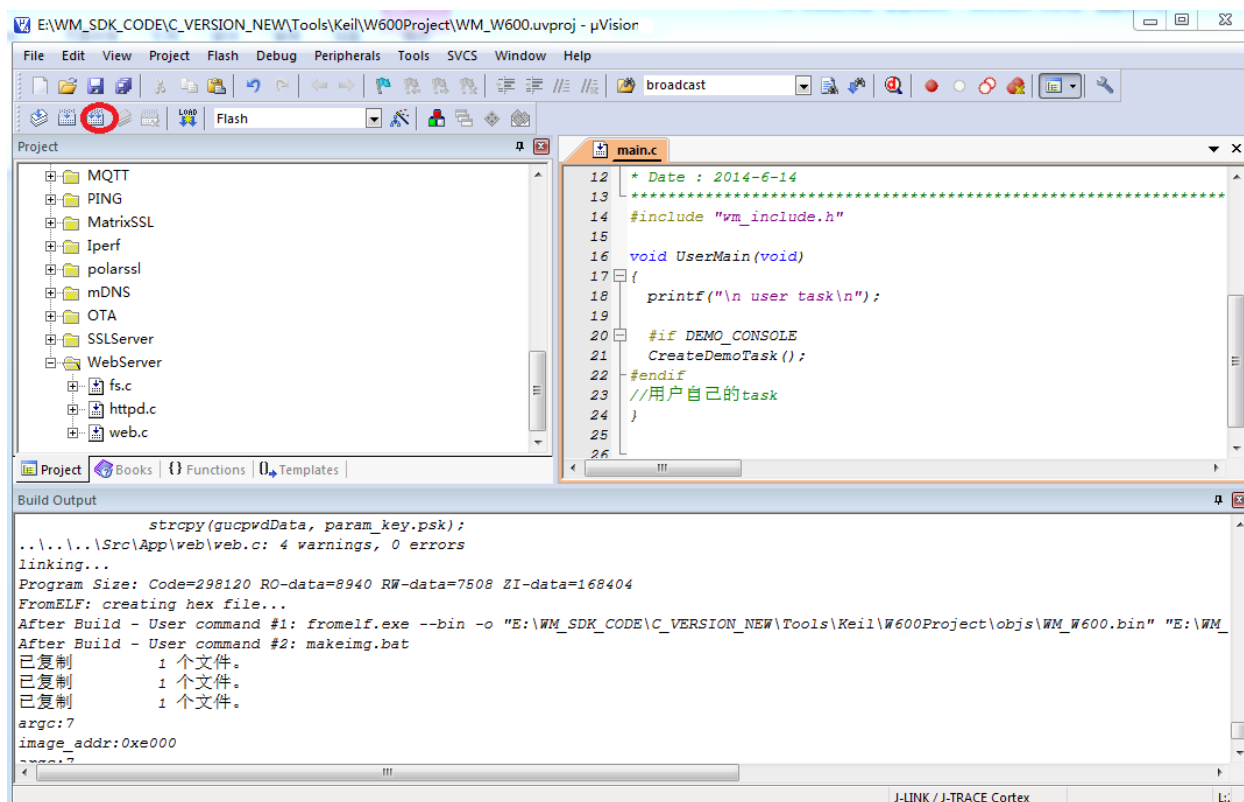 E:\WM_SDK_CODE\C_VERSION_NEW\Tools\Keil\W600Project\WM_W600.uvproj - µVision
File Edit View Project Flash Debug Peripherals Tools SVCS Window Help
broadcast
LOAD Flash
Project
main.c
MQTT
PING
MatrixSSL
Iperf
polarssl
mDNS
OTA
SSLServer
WebServer
fs.c
httpd.c
web.c
Project Books {} Functions Templates
12 * Date : 2014-6-14
13 ****************************************************************
14 #include "wm_include.h"
15
16 void UserMain(void)
17 {
18 printf("\n user task\n");
19
20 #if DEMO_CONSOLE
21 CreateDemoTask();
22 #endif
23 //用户自己的task
24 }
25
26
Build Output
strcpy(gucpwdData, param_key.psk);
..\..\..\Src\App\web\web.c: 4 warnings, 0 errors
linking...
Program Size: Code=298120 RO-data=8940 RW-data=7508 ZI-data=168404
FromELF: creating hex file...
After Build - User command #1: fromelf.exe --bin -o "E:\WM_SDK_CODE\C_VERSION_NEW\Tools\Keil\W600Project\objs\WM_W600.bin" "E:\WM_
After Build - User command #2: makeimg.bat
已复制 1 个文件。
已复制 1 个文件。
已复制 1 个文件。
argc:7
image_addr:0xe000
argc:7
J-LINK / J-TRACE Cortex